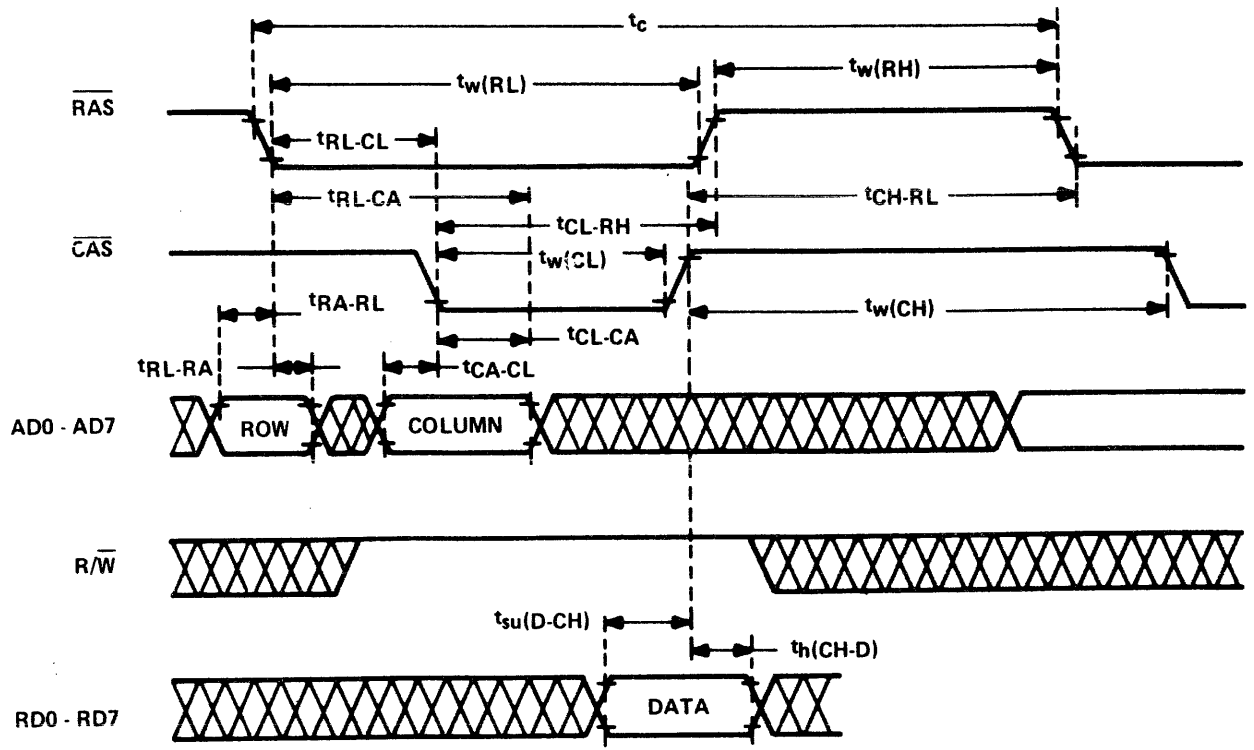 tc
tw(RL)
tw(RH)
RAS
tRL-CL
tRL-CA
tCH-RL
tCL-RH
CAS
tw(CL)
tRA-RL
tw(CH)
tCL-CA
tRL-RA
tCA-CL
AD0 - AD7
ROW
COLUMN
R/W
tsu(D-CH)
th(CH-D)
RD0 - RD7
DATA